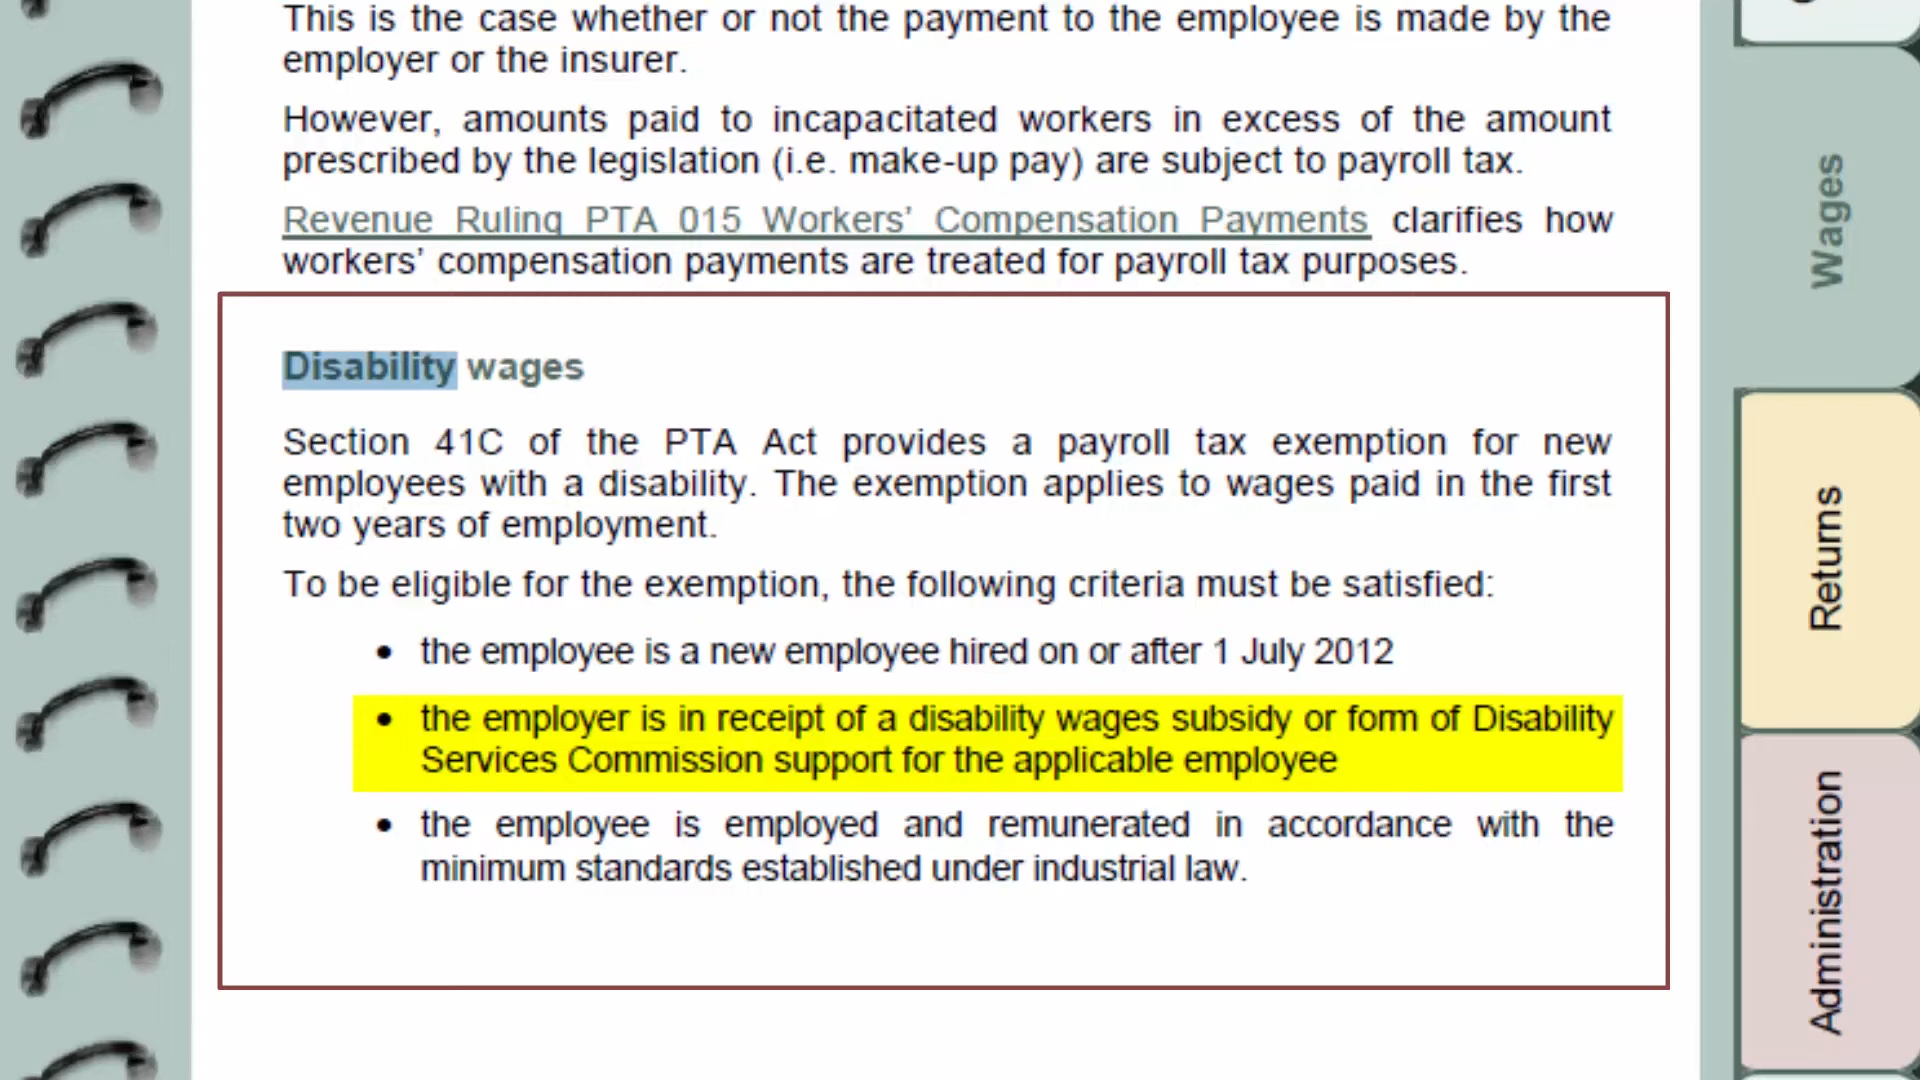 This is the case whether or not the payment to the employee is made by the
employer or the insurer.
However, amounts paid to incapacitated workers in excess of the amount
prescribed by the legislation (i.e. make-up pay) are subject to payroll tax.
Revenue Ruling PTA 015 Workers’ Compensation Payments clarifies how
workers’ compensation payments are treated for payroll tax purposes.
Disability wages
Section 41C of the PTA Act provides a payroll tax exemption for new
employees with a disability. The exemption applies to wages paid in the first
two years of employment.
To be eligible for the exemption, the following criteria must be satisfied:
• the employee is a new employee hired on or after 1 July 2012
• the employer is in receipt of a disability wages subsidy or form of Disability
Services Commission support for the applicable employee
• the employee is employed and remunerated in accordance with the
minimum standards established under industrial law.
Wages
Returns
Administration